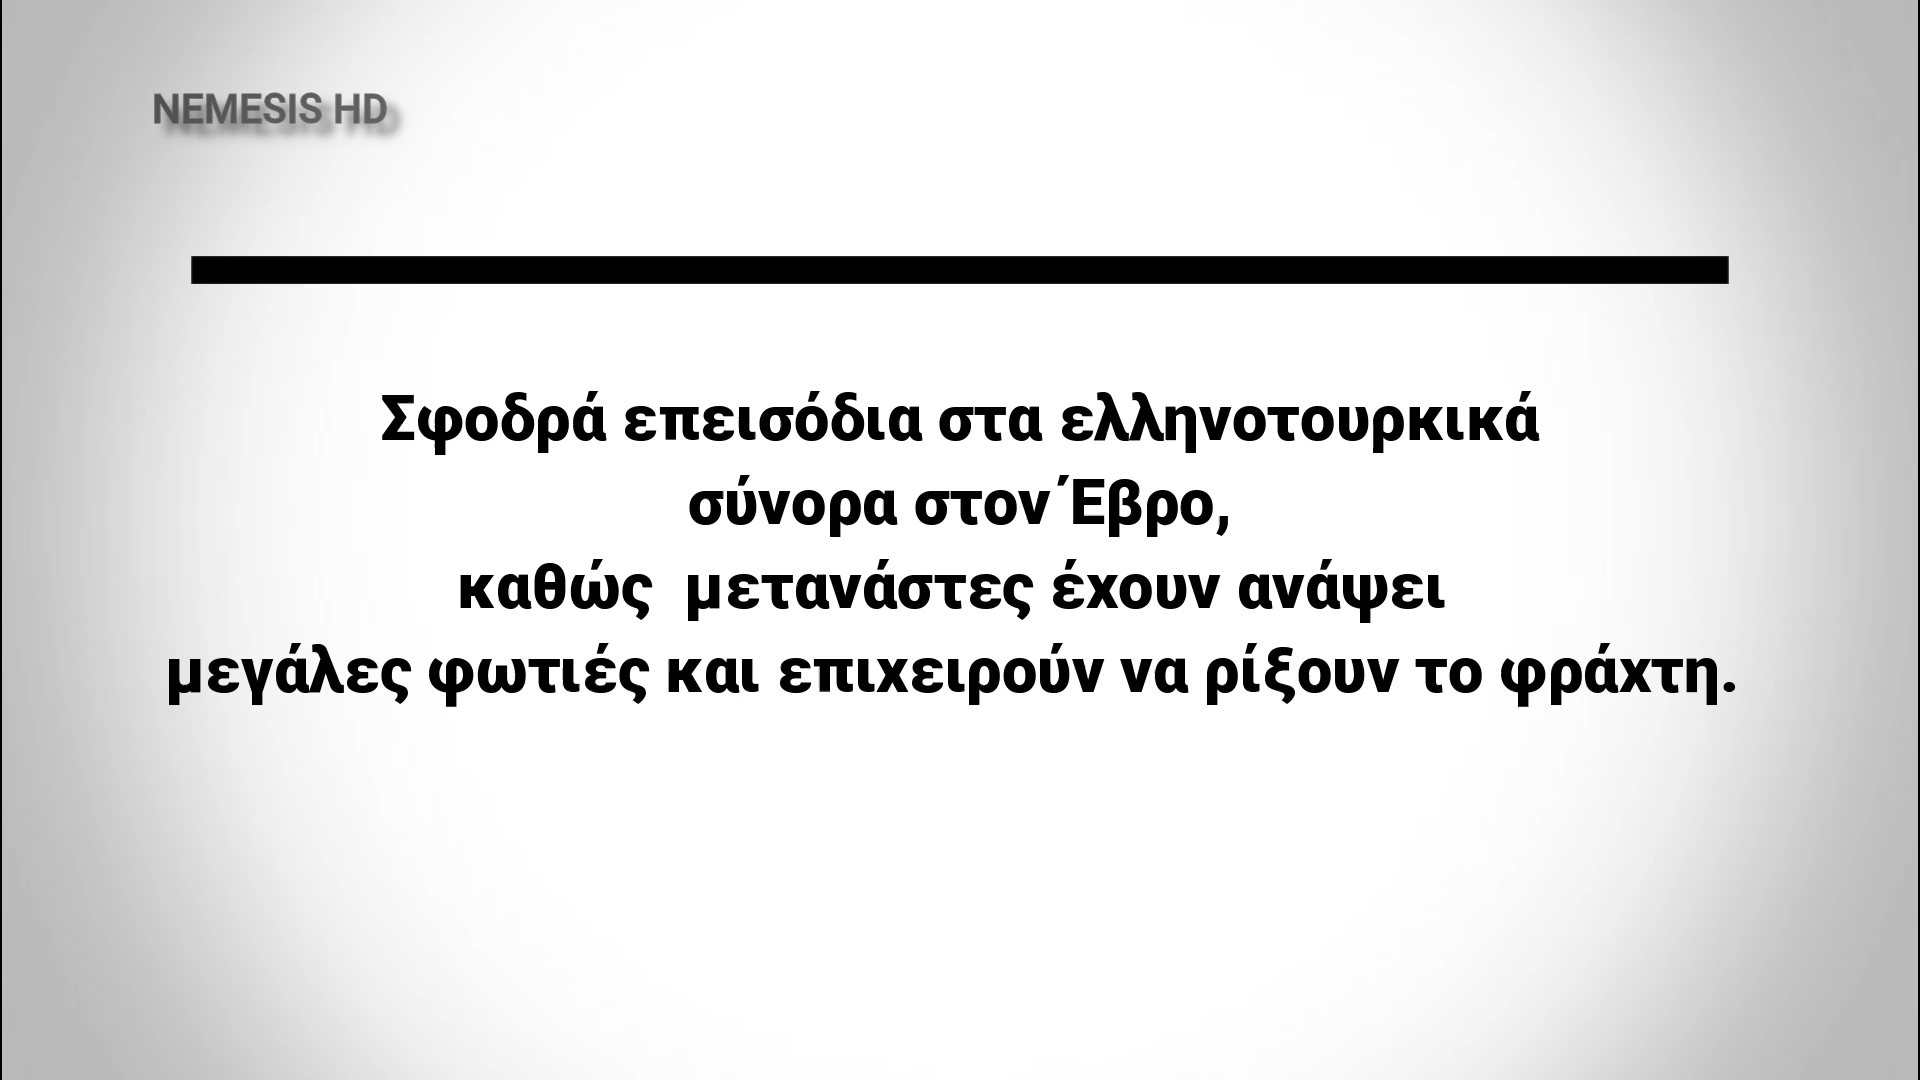 NEMESIS HD
Σφοδρά επεισόδια στα ελληνοτουρκικά
σύνορα στον Έβρο,
καθώς  μετανάστες έχουν ανάψει
μεγάλες φωτιές και επιχειρούν να ρίξουν το φράχτη.